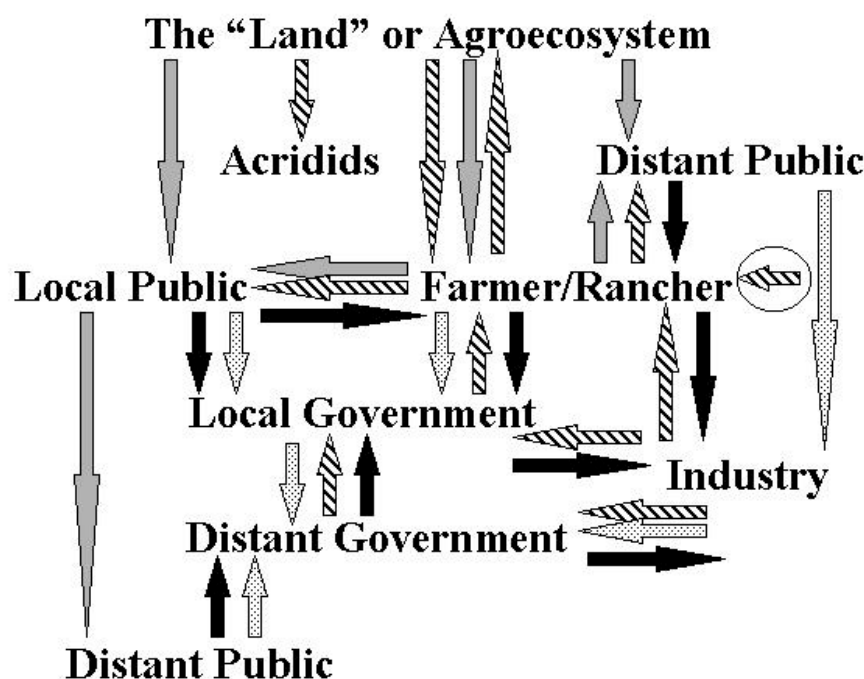 The “Land” or Agroecosystem
Acridids
Distant Public
Local Public
Farmer/Rancher
Local Government
Industry
Distant Government
Distant Public